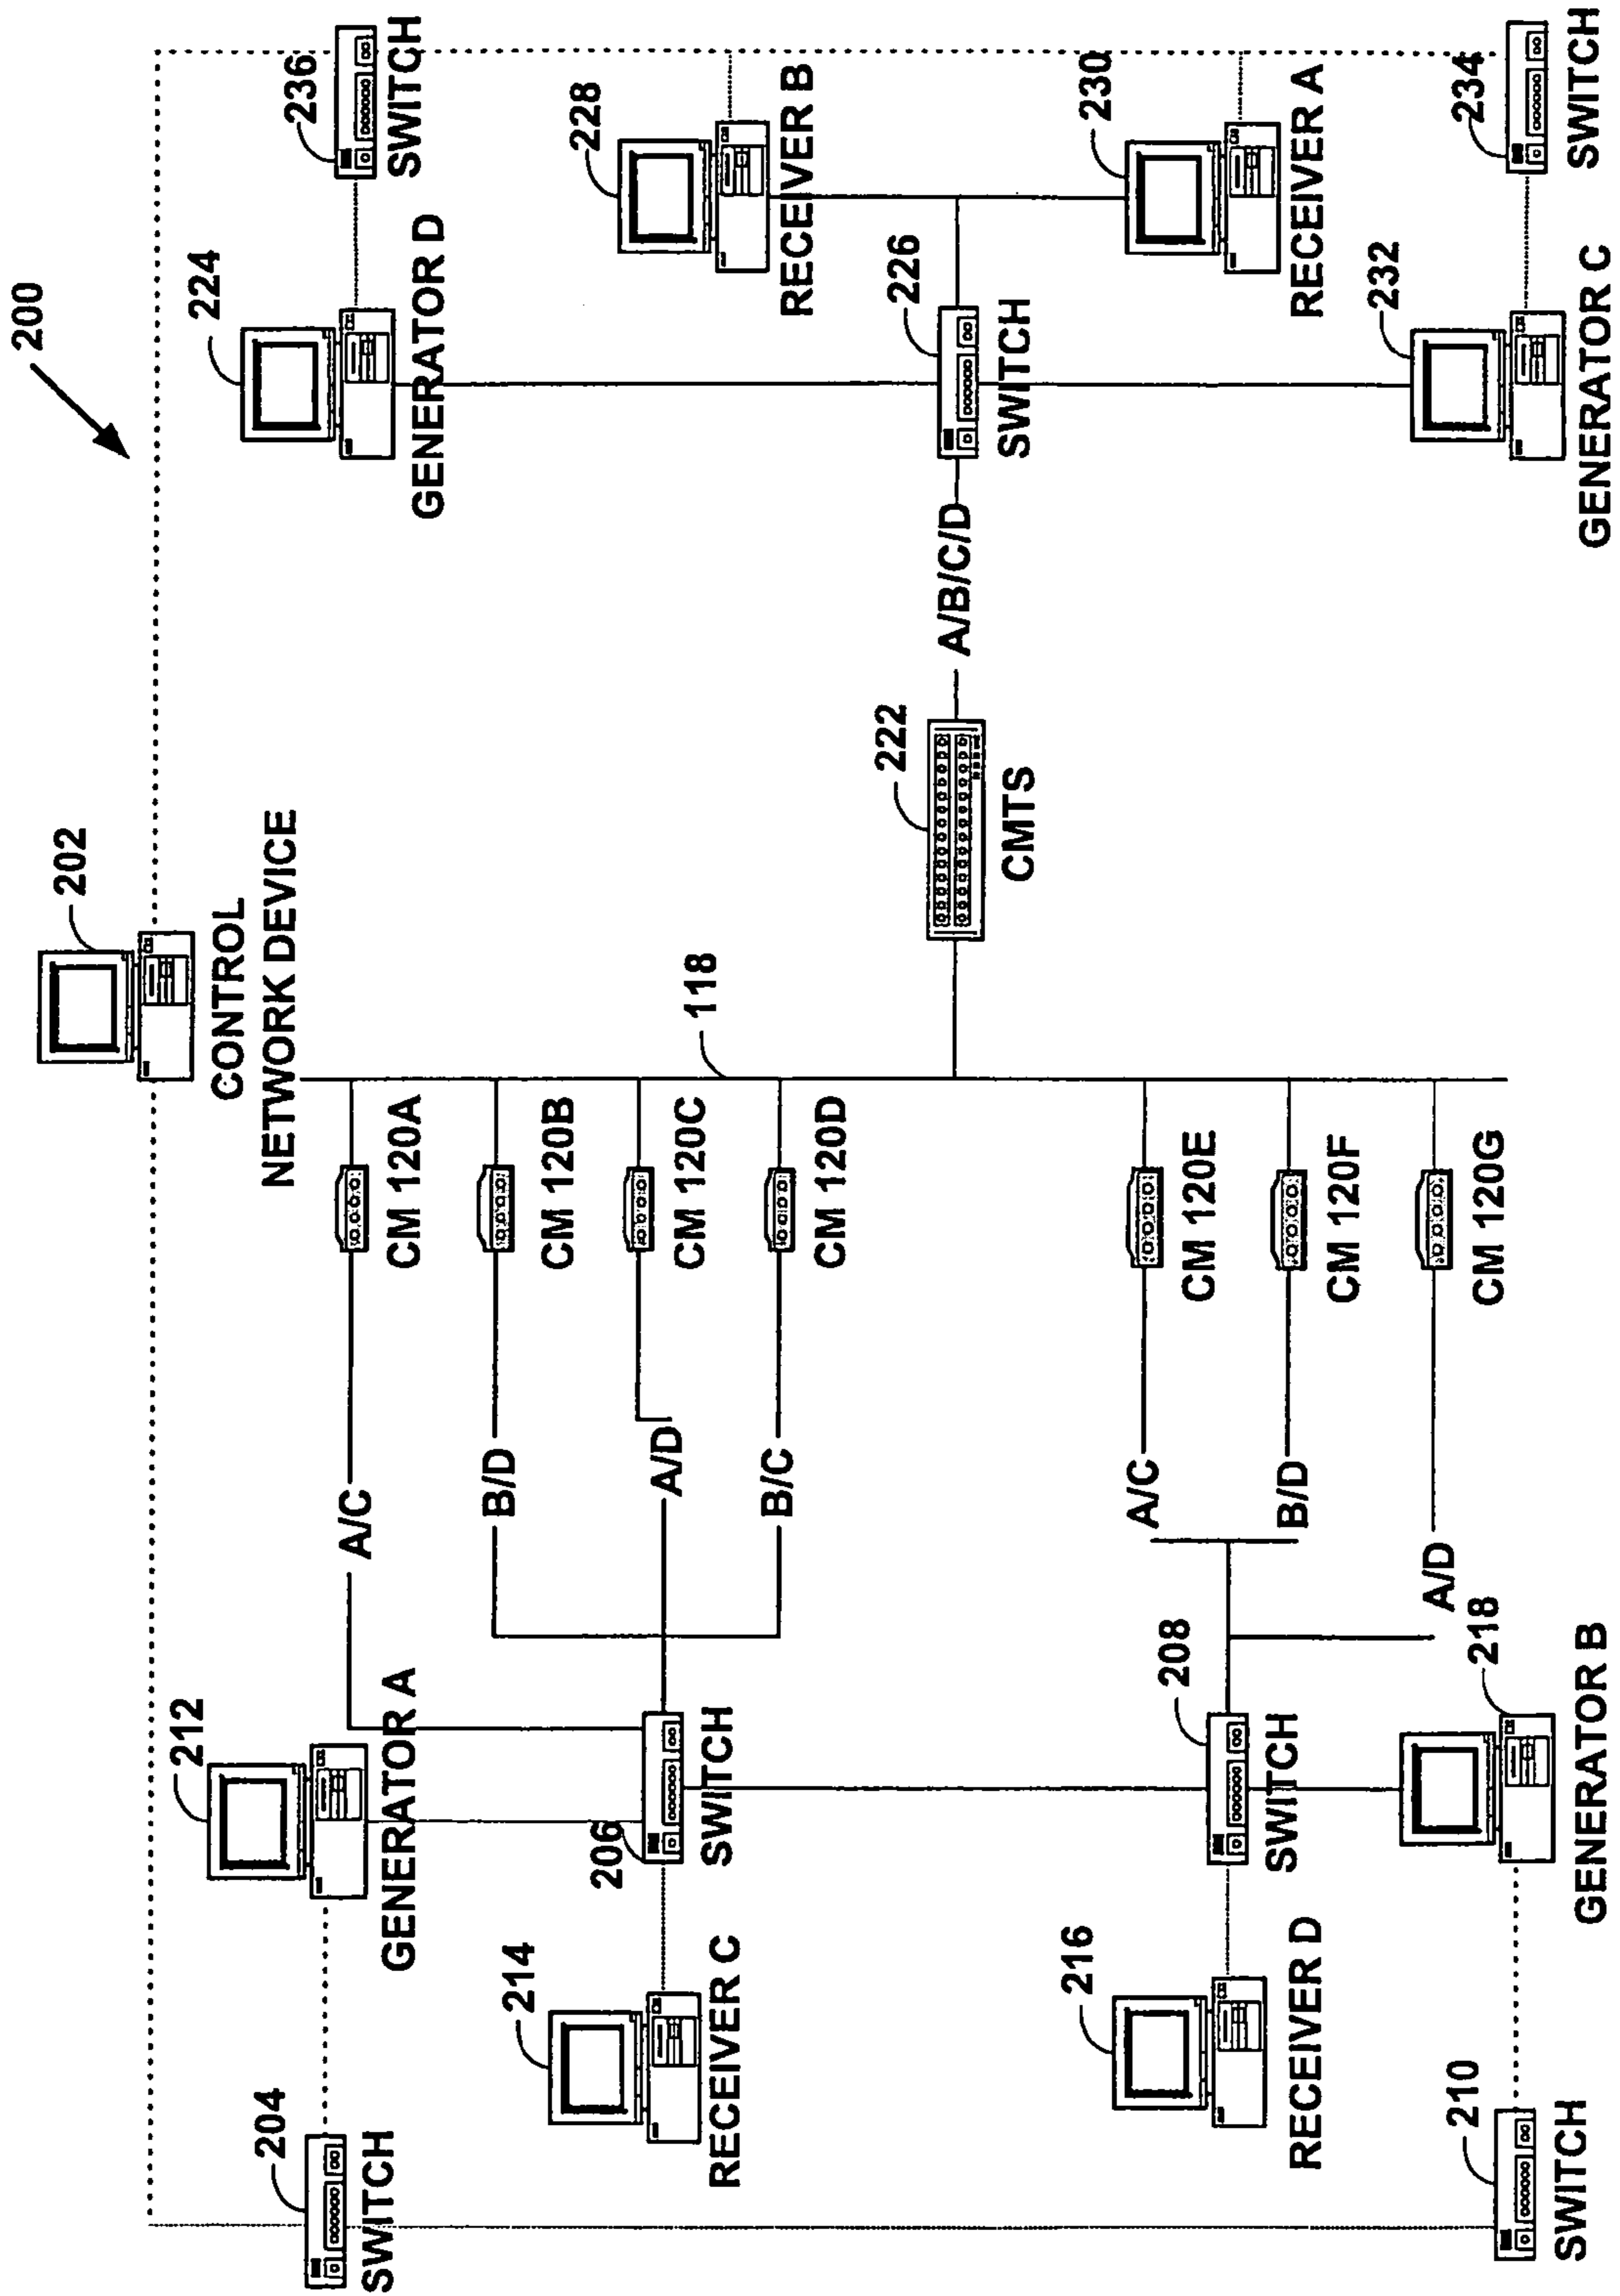 200
202
CONTROL
NETWORK DEVICE
204
SWITCH
212
GENERATOR A
A/C
CM 120A
224
GENERATOR D
236
SWITCH
214
RECEIVER C
206
SWITCH
B/D
CM 120B
A/D
CM 120C
B/C
CM 120D
118
222
CMTS
A/B/C/D
226
SWITCH
228
RECEIVER B
230
RECEIVER A
216
RECEIVER D
208
SWITCH
A/C
CM 120E
B/D
CM 120F
A/D
CM 120G
210
SWITCH
218
GENERATOR B
232
GENERATOR C
234
SWITCH